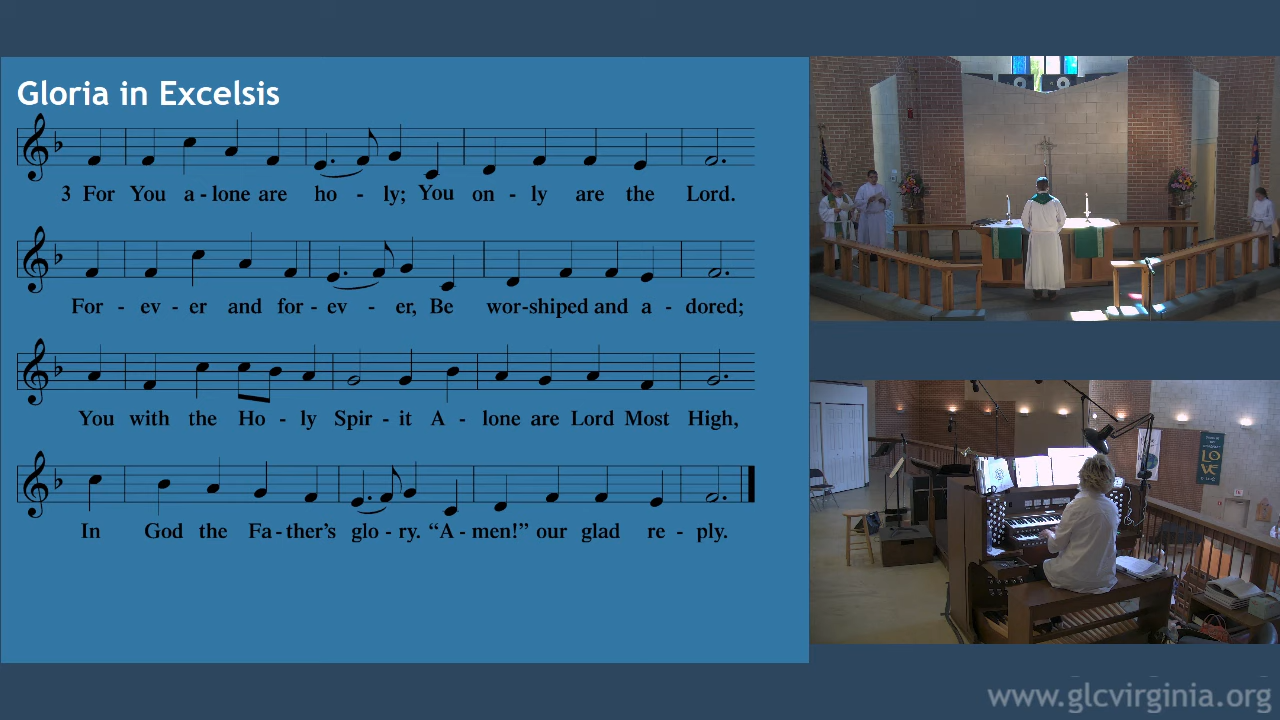 Gloria in Excelsis
3 For You a - lone are ho - ly; You on - ly are the Lord.
For - ev - er and for - ev - er, Be wor - shiped and a - dored;
You with the Ho - ly Spir - it A - lone are Lord Most High,
In God the Fa - ther’s glo - ry. “A - men!” our glad re - ply.
LOVE
www.glcvirginia.org